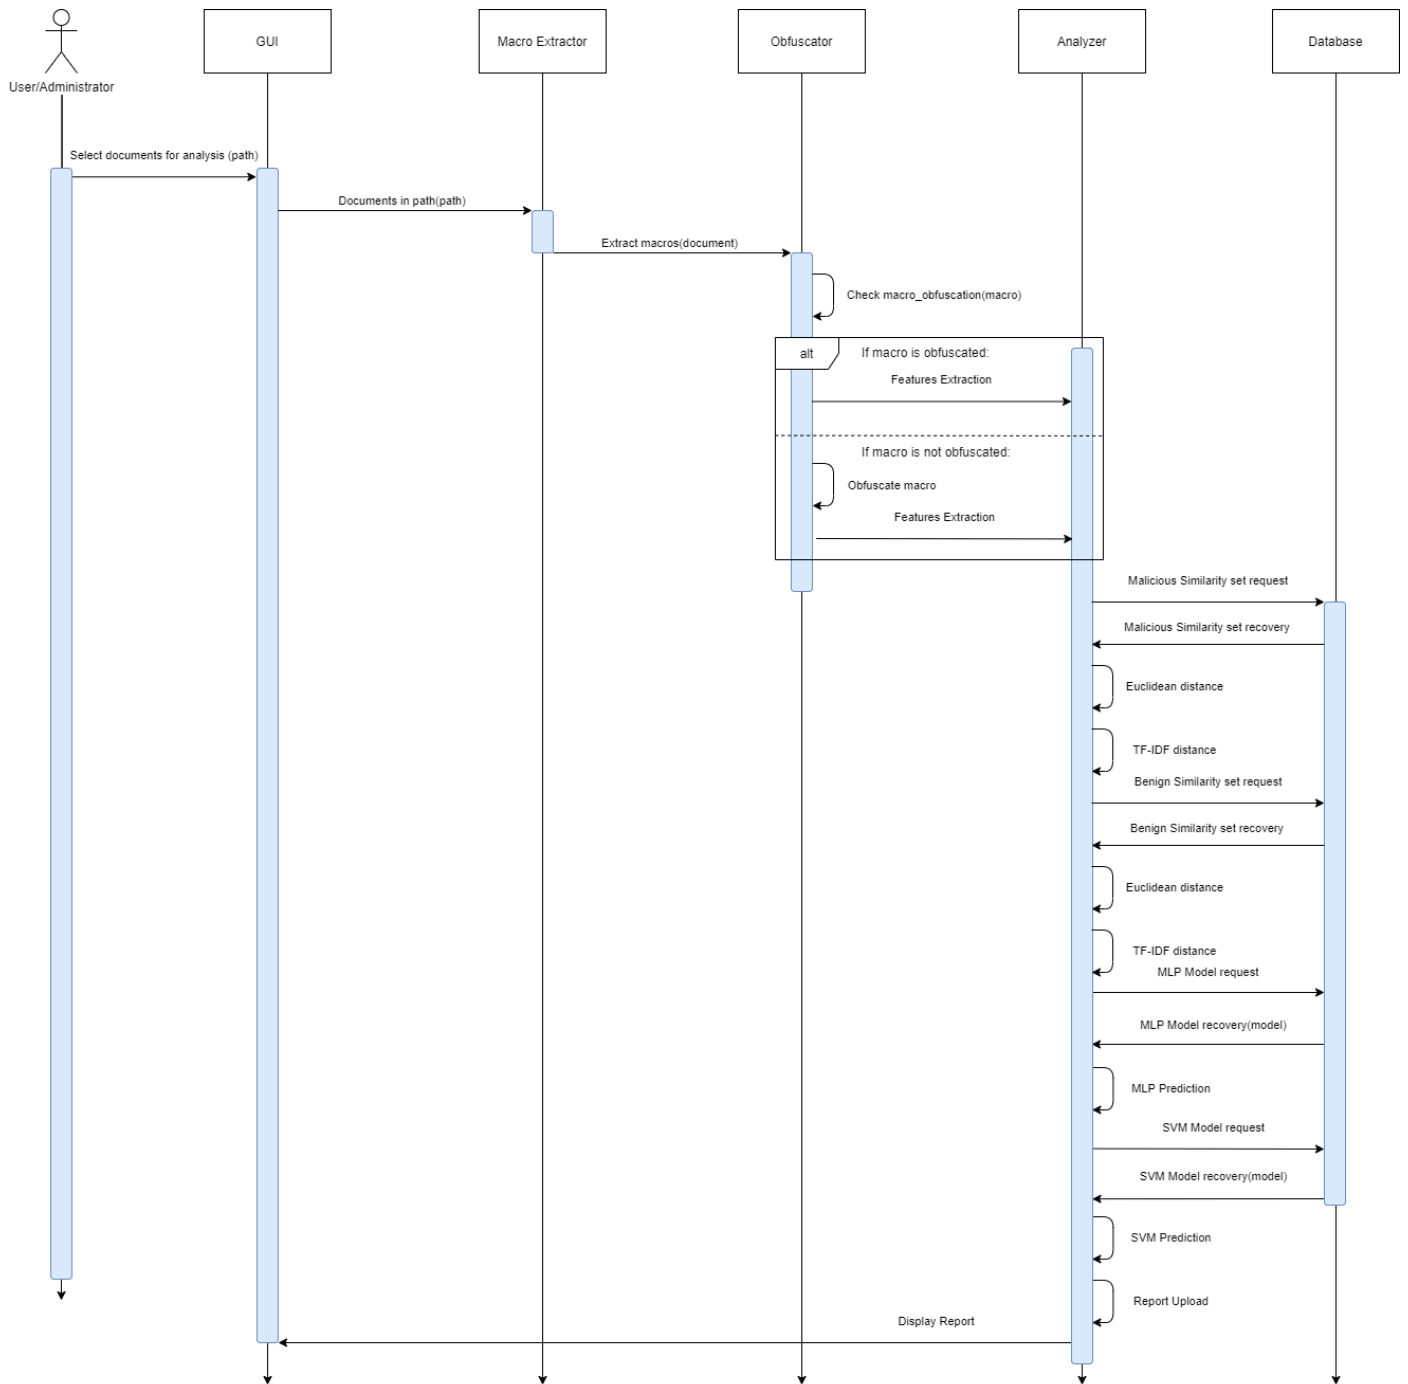 User/Administrator
GUI
Macro Extractor
Obfuscator
Analyzer
Database
Select documents for analysis (path)
Documents in path(path)
Extract macros(document)
Check macro_obfuscation(macro)
alt
If macro is obfuscated:
Features Extraction
If macro is not obfuscated:
Obfuscate macro
Features Extraction
Malicious Similarity set request
Malicious Similarity set recovery
Euclidean distance
TF-IDF distance
Benign Similarity set request
Benign Similarity set recovery
Euclidean distance
TF-IDF distance
MLP Model request
MLP Model recovery(model)
MLP Prediction
SVM Model request
SVM Model recovery(model)
SVM Prediction
Report Upload
Display Report